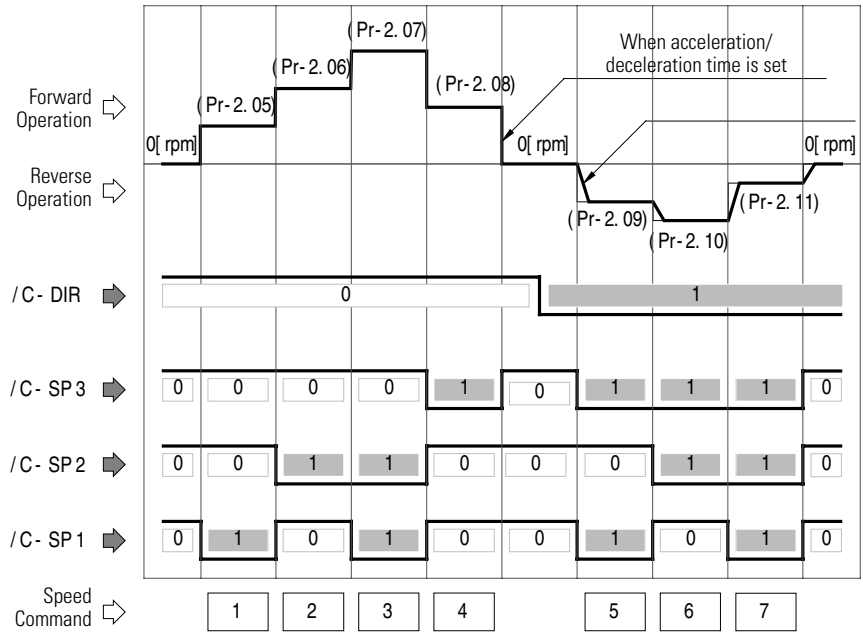 (Pr-2.07)
When acceleration/
deceleration time is set
(Pr-2.06)
(Pr-2.08)
Forward
Operation
(Pr-2.05)
0[rpm]
0[rpm]
0[rpm]
Reverse
Operation
(Pr-2.09)
(Pr-2.11)
(Pr-2.10)
/C-DIR
0
1
/C-SP3
0 0 0 0 1 0 1 1 1 0
/C-SP2
0 0 1 1 0 0 0 1 1 0
/C-SP1
0 1 0 1 0 0 1 0 1 0
Speed
Command
1 2 3 4 5 6 7